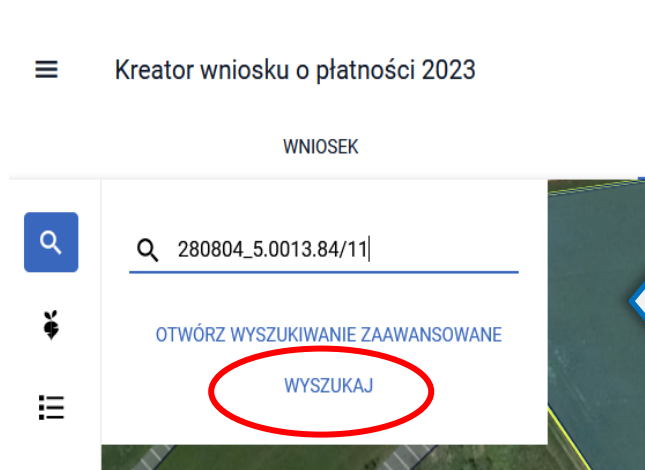 Kreator wniosku o płatności 2023
WNIOSEK
280804_5.0013.84/11
OTWÓRZ WYSZUKIWANIE ZAAWANSOWANE
WYSZUKAJ